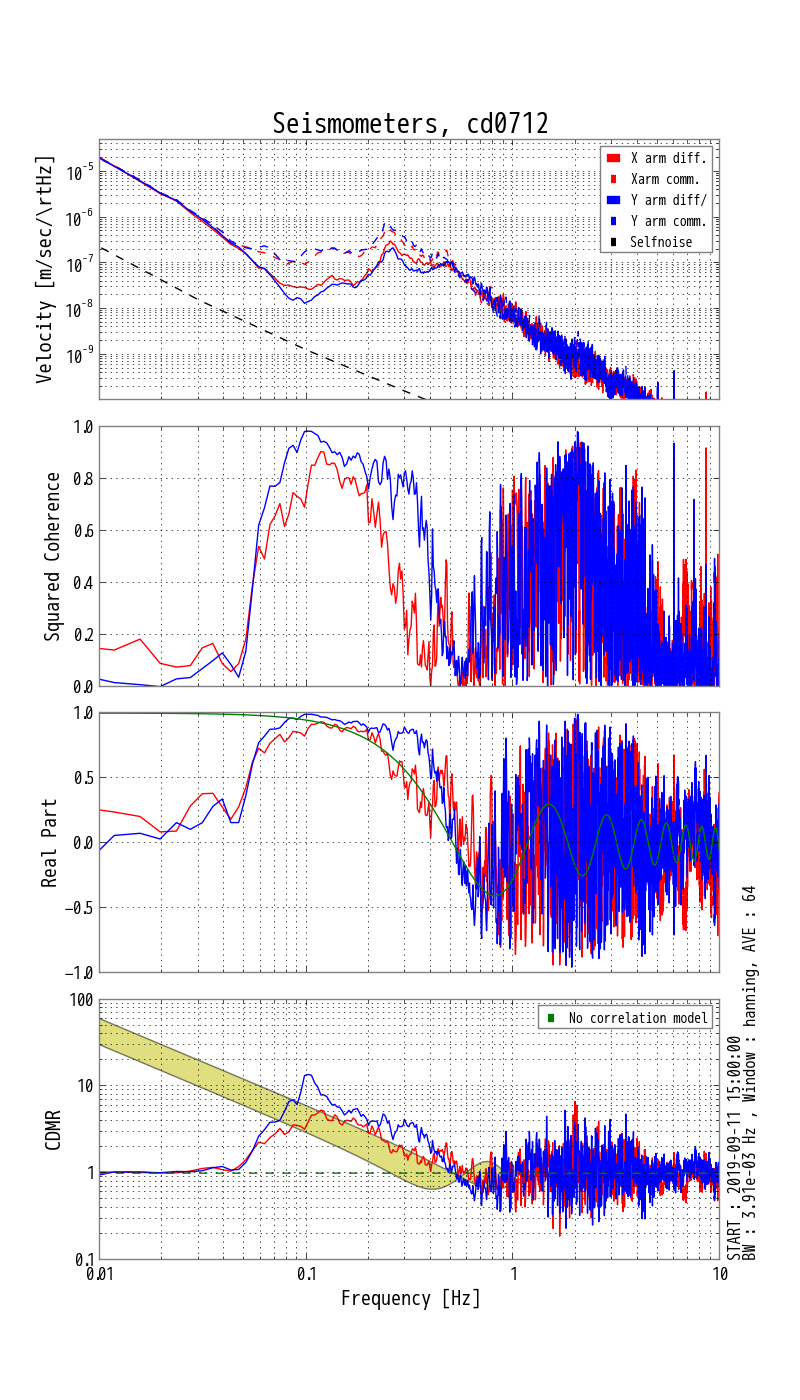 Seismometers, cd0712
Velocity [m/sec/\rtHz]
10^-5
10^-6
10^-7
10^-8
10^-9
X arm diff.
Xarm comm.
Y arm diff/
Y arm comm.
Selfnoise
Squared Coherence
1.0
0.8
0.6
0.4
0.2
0.0
Real Part
1.0
0.5
0.0
−0.5
−1.0
CDMR
100
10
1
0.1
No correlation model
0.01
0.1
1
10
Frequency [Hz]
START : 2019-09-11 15:00:00
BW : 3.91e-03 Hz , Window : hanning, AVE : 64